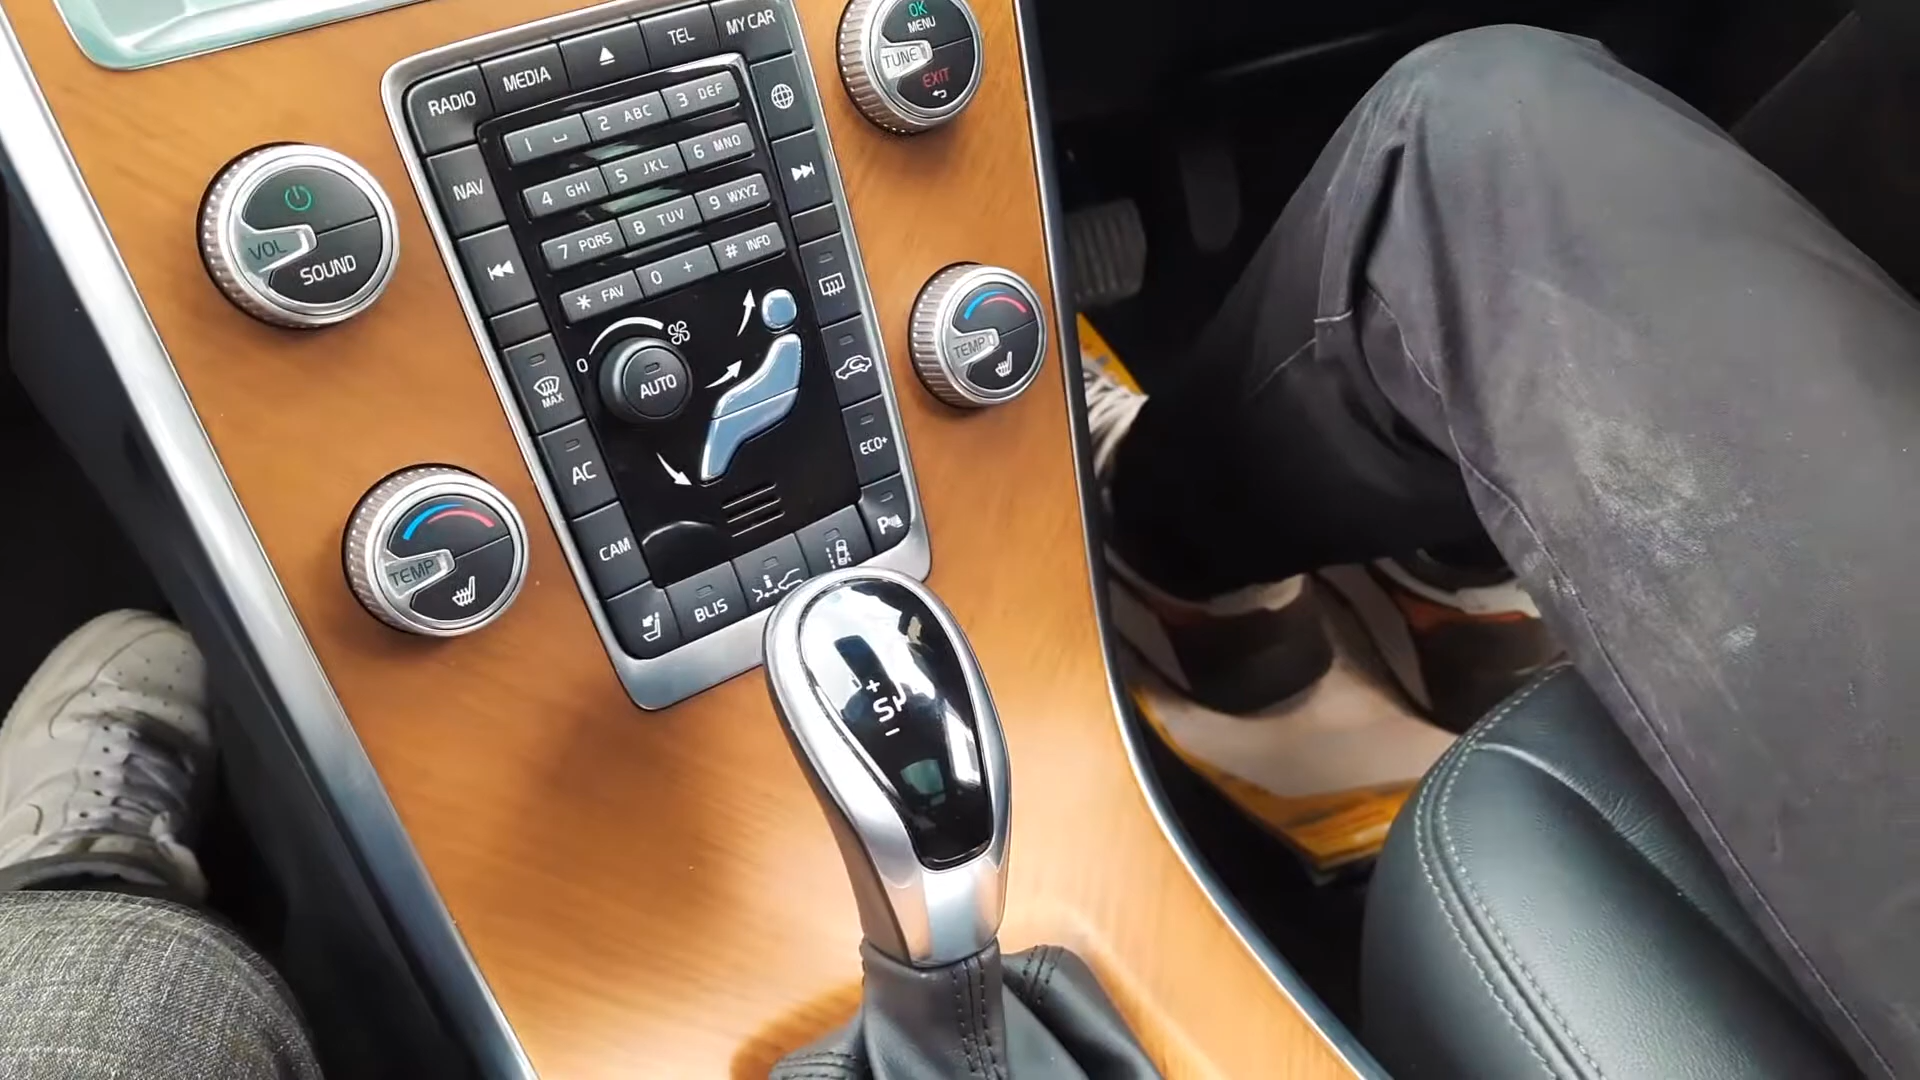 RADIO
MEDIA
TEL
MY CAR
OK
MENU
TUNE
EXIT
NAV
1
2 ABC
3 DEF
4 GHI
5 JKL
6 MNO
7 PQRS
8 TUV
9 WXYZ
* FAV
0 +
# INFO
VOL
SOUND
0
AUTO
TEMP
MAX
AC
ECO+
CAM
TEMP
BLIS
P
+
S
-